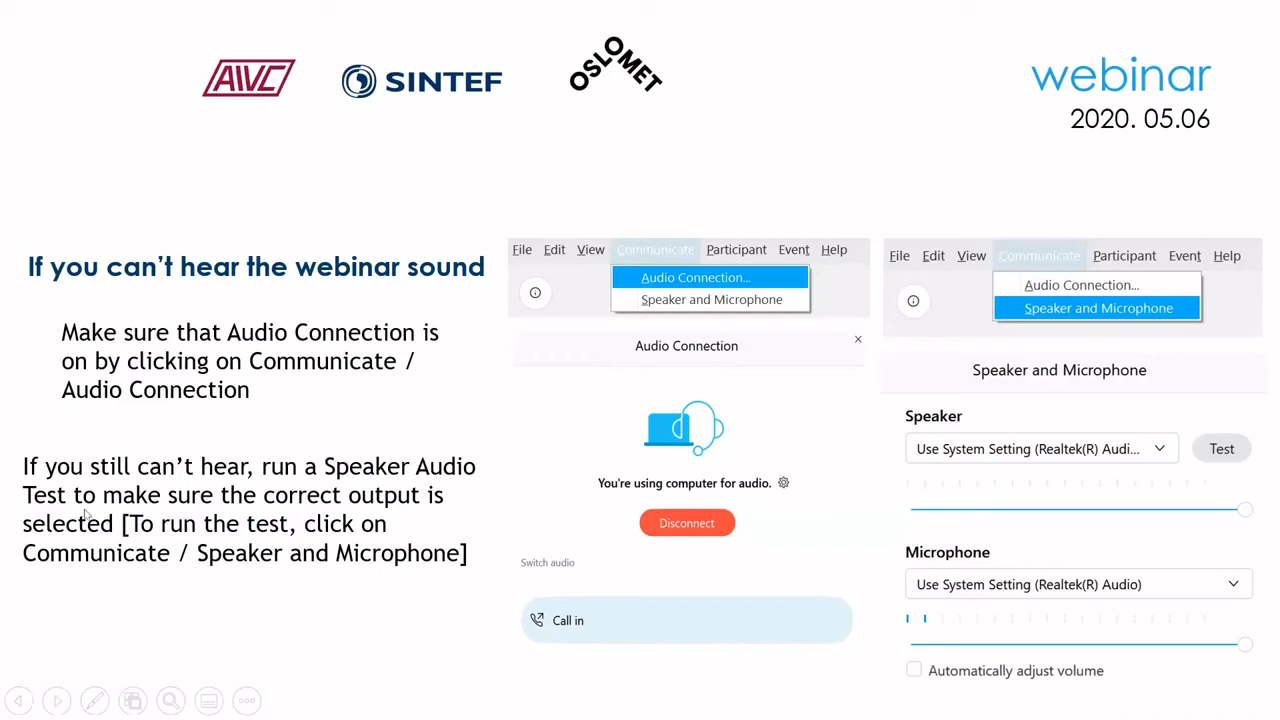 AIVC
SINTEF
OSLOMET
webinar
2020. 05.06
If you can't hear the webinar sound
Make sure that Audio Connection is
on by clicking on Communicate /
Audio Connection
If you still can't hear, run a Speaker Audio
Test to make sure the correct output is
selected [To run the test, click on
Communicate / Speaker and Microphone]
File Edit View Communicate Participant Event Help
Audio Connection...
Speaker and Microphone
Audio Connection
You're using computer for audio.
Disconnect
Switch audio
Call in
File Edit View Communicate Participant Event Help
Audio Connection...
Speaker and Microphone
Speaker and Microphone
Speaker
Use System Setting (Realtek(R) Audi...
Test
Microphone
Use System Setting (Realtek(R) Audio)
Automatically adjust volume